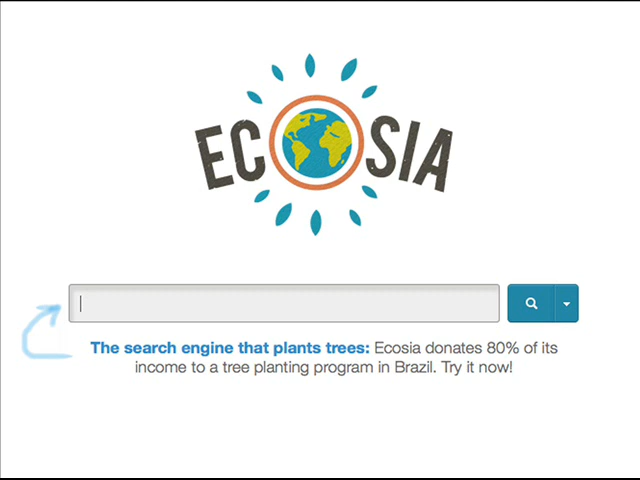 ECOSIA
The search engine that plants trees: Ecosia donates 80% of its
income to a tree planting program in Brazil. Try it now!